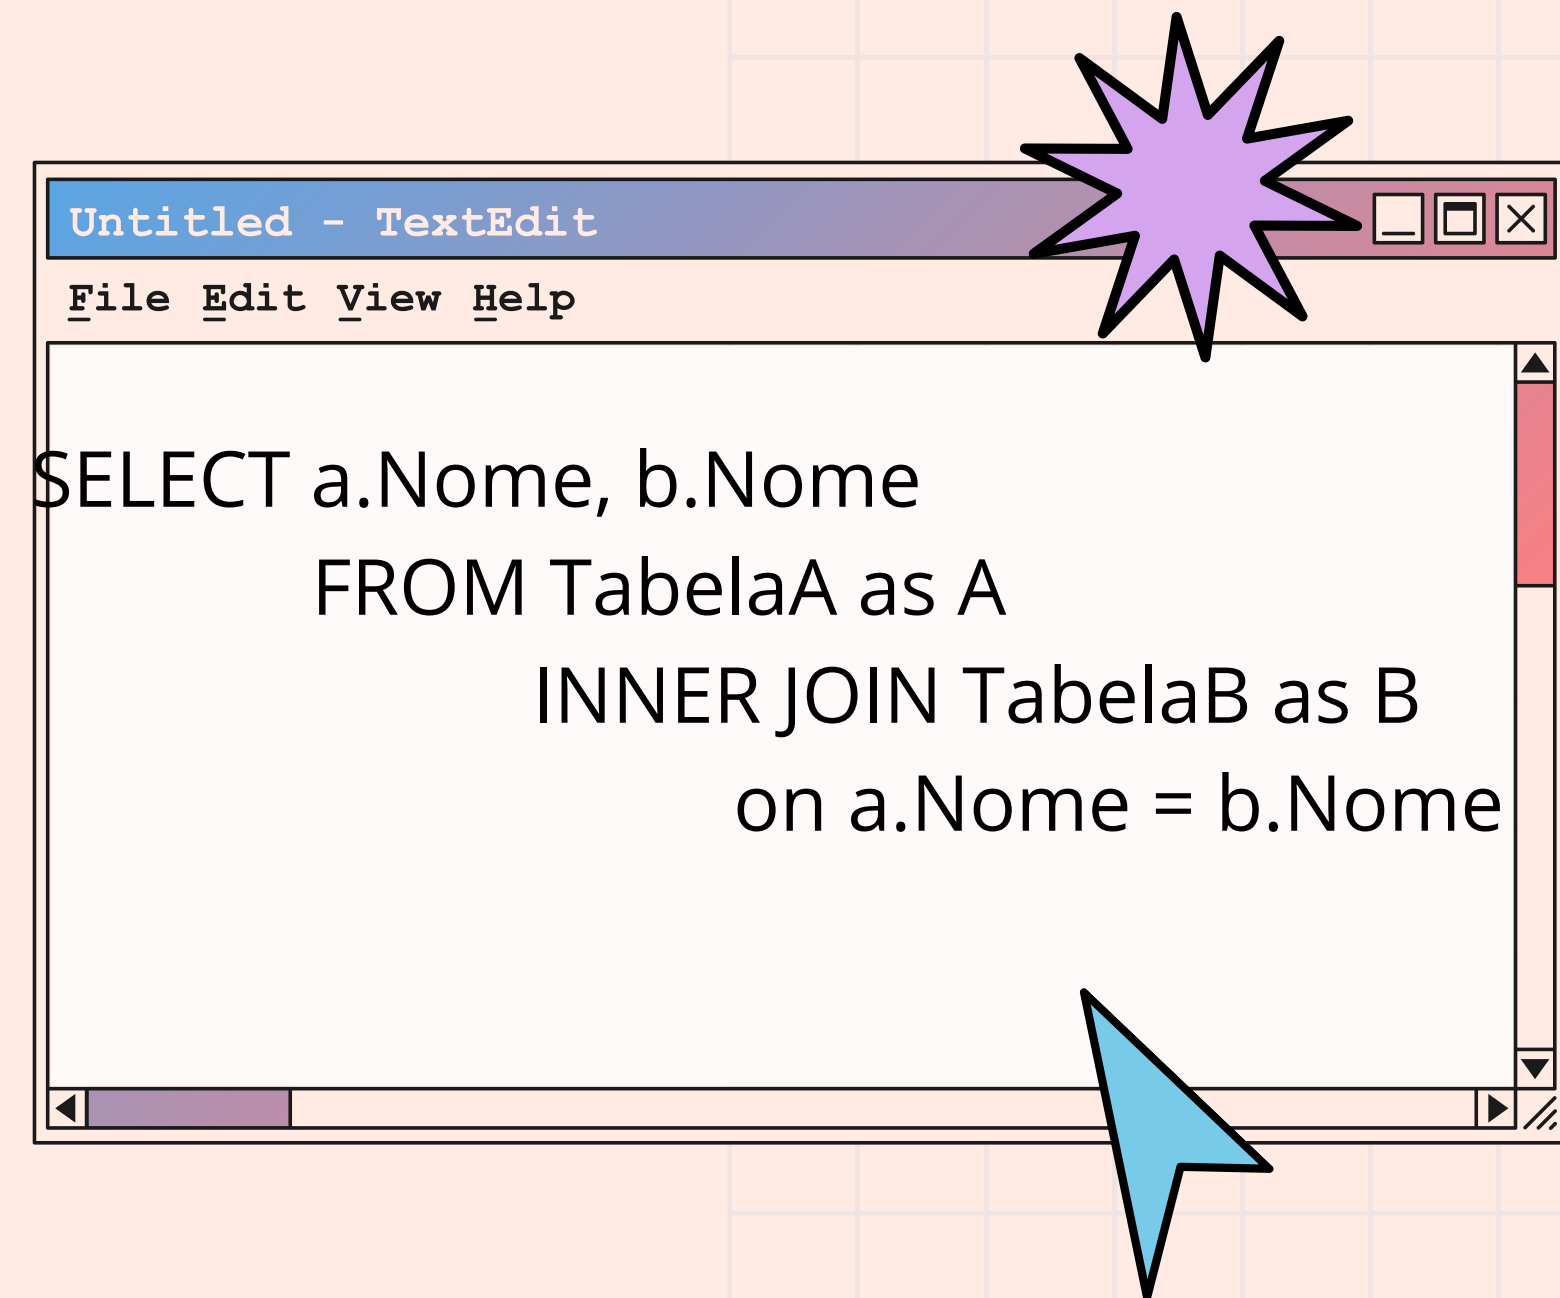 Untitled - TextEdit
File Edit View Help
SELECT a.Nome, b.Nome
FROM TabelaA as A
INNER JOIN TabelaB as B
on a.Nome = b.Nome